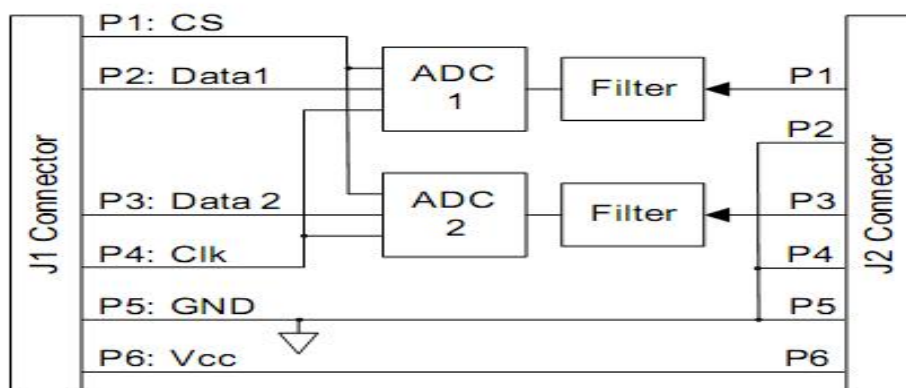 P1: CS
P2: Data1
P3: Data 2
P4: Clk
P5: GND
P6: Vcc
J1 Connector
ADC
1
Filter
ADC
2
Filter
P1
P2
P3
P4
P5
P6
J2 Connector